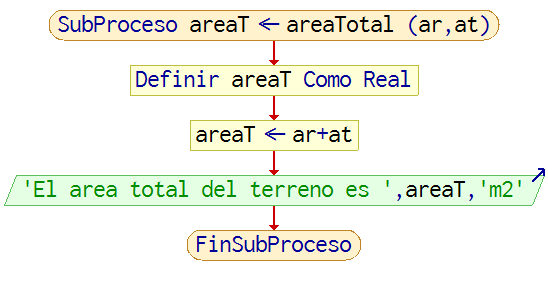 SubProceso areaT ← areaTotal (ar,at)
Definir areaT Como Real
areaT ← ar+at
'El area total del terreno es ',areaT,'m2'
FinSubProceso